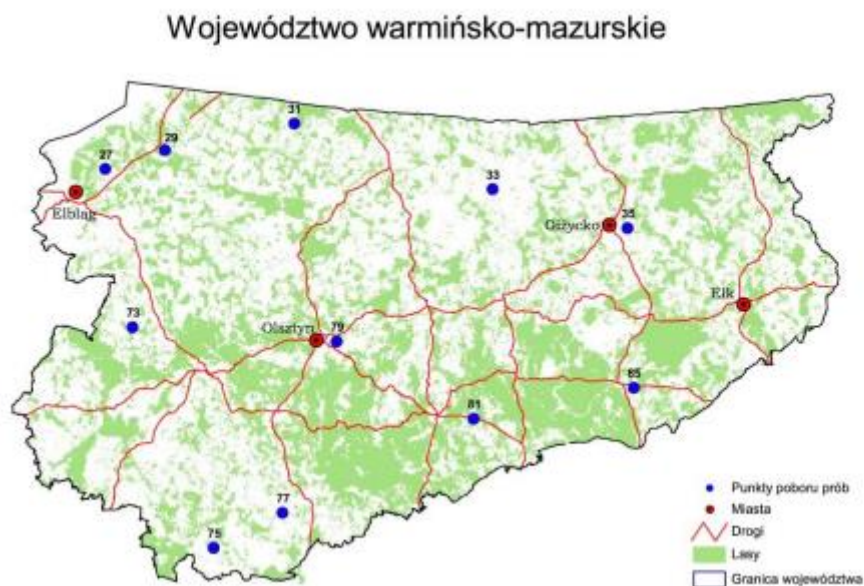 Województwo warmińsko-mazurskie
31
29
27
33
Elbląg
Giżycko
35
Ełk
73
Olsztyn
79
85
81
77
75
Punkty poboru prób
Miasta
Drogi
Lasy
Granica województwa